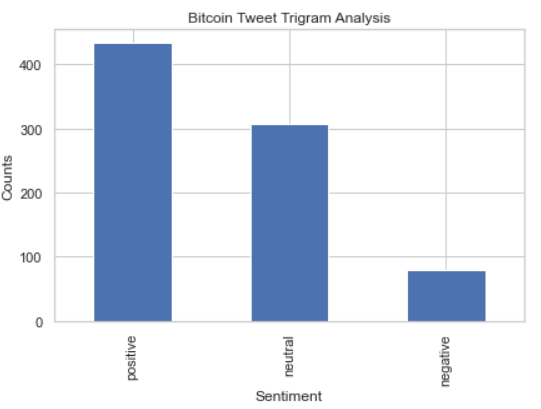 Bitcoin Tweet Trigram Analysis
400
300
200
100
0
Counts
positive
neutral
negative
Sentiment